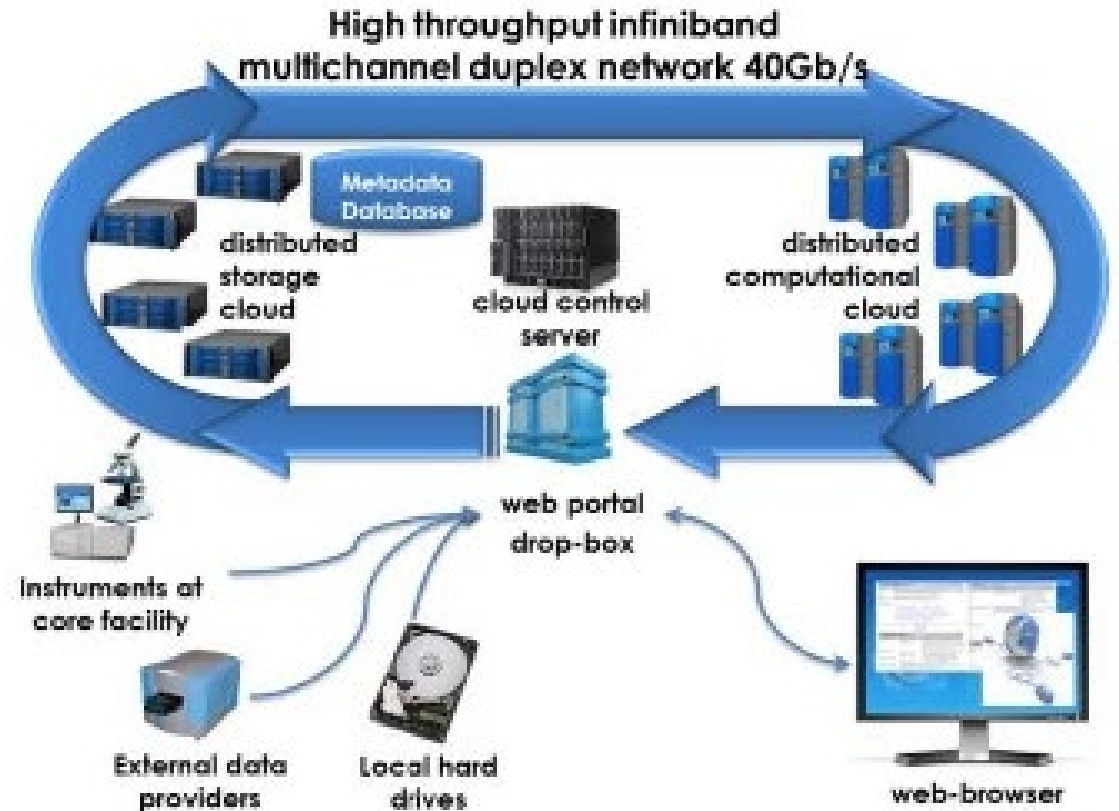 High throughput infiniband
multichannel duplex network 40Gb/s
Metadata
Database
distributed
storage
cloud
cloud control
server
distributed
computational
cloud
web portal
drop-box
Instruments at
core facility
External data
providers
Local hard
drives
web-browser